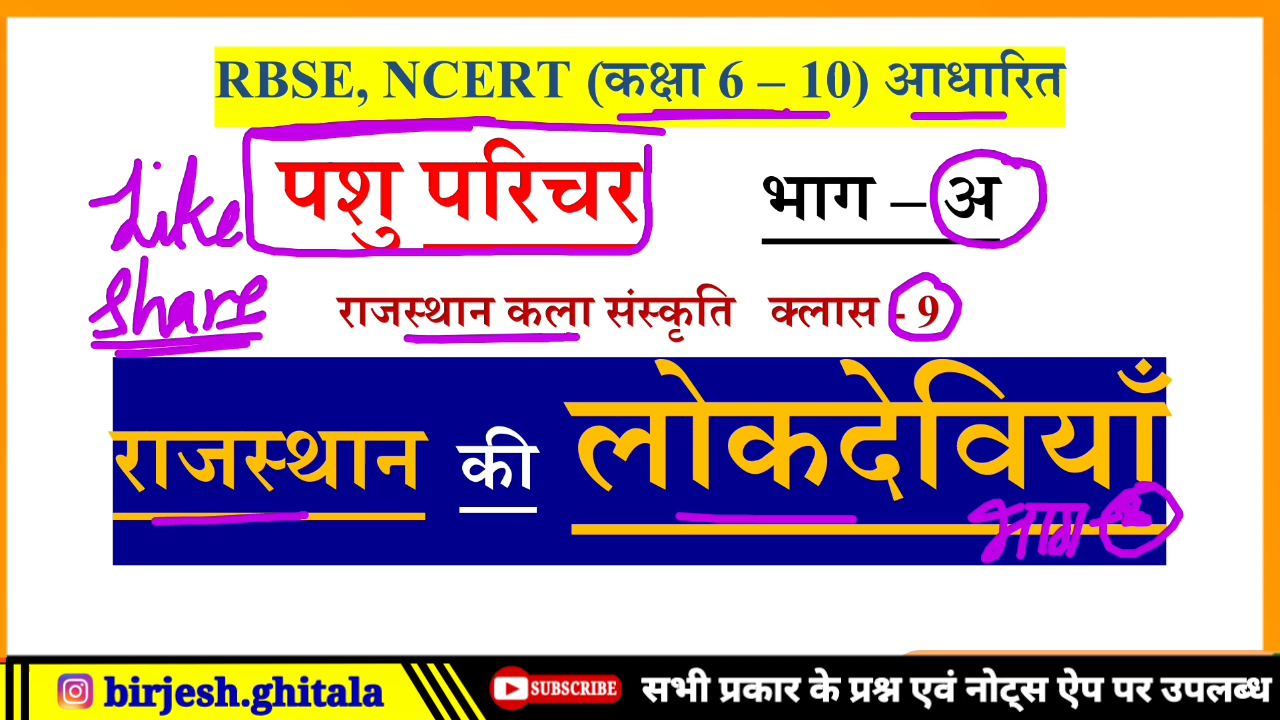 RBSE, NCERT (कक्षा 6 – 10) आधारित
पशु परिचर भाग – अ
Like
Share
राजस्थान कला संस्कृति क्लास - 9
राजस्थान की लोकदेवियाँ
भाग
birjesh.ghitala SUBSCRIBE सभी प्रकार के प्रश्न एवं नोट्स ऐप पर उपलब्ध